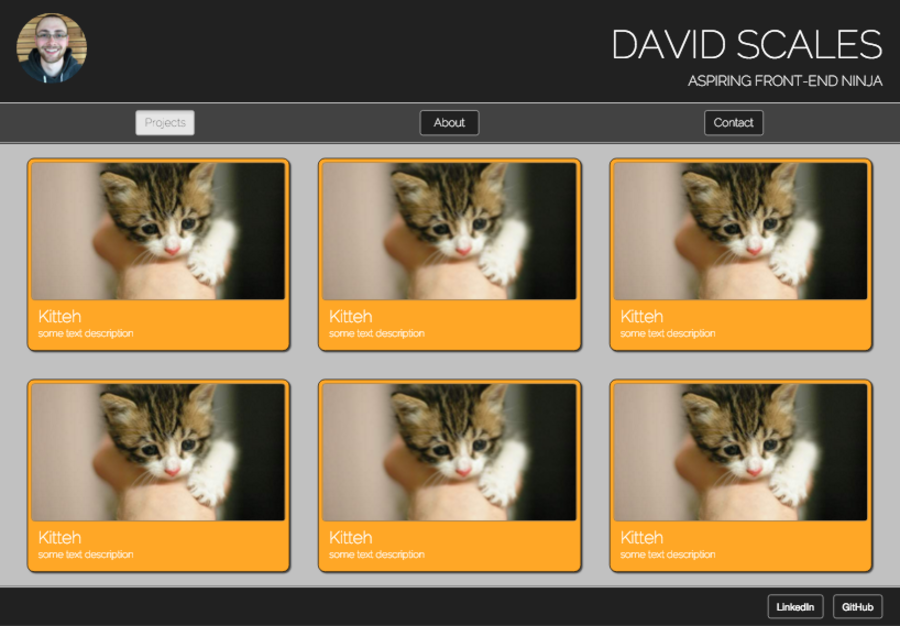 DAVID SCALES
ASPIRING FRONT-END NINJA
Projects
About
Contact
Kitteh
some text description
Kitteh
some text description
Kitteh
some text description
Kitteh
some text description
Kitteh
some text description
Kitteh
some text description
LinkedIn
GitHub